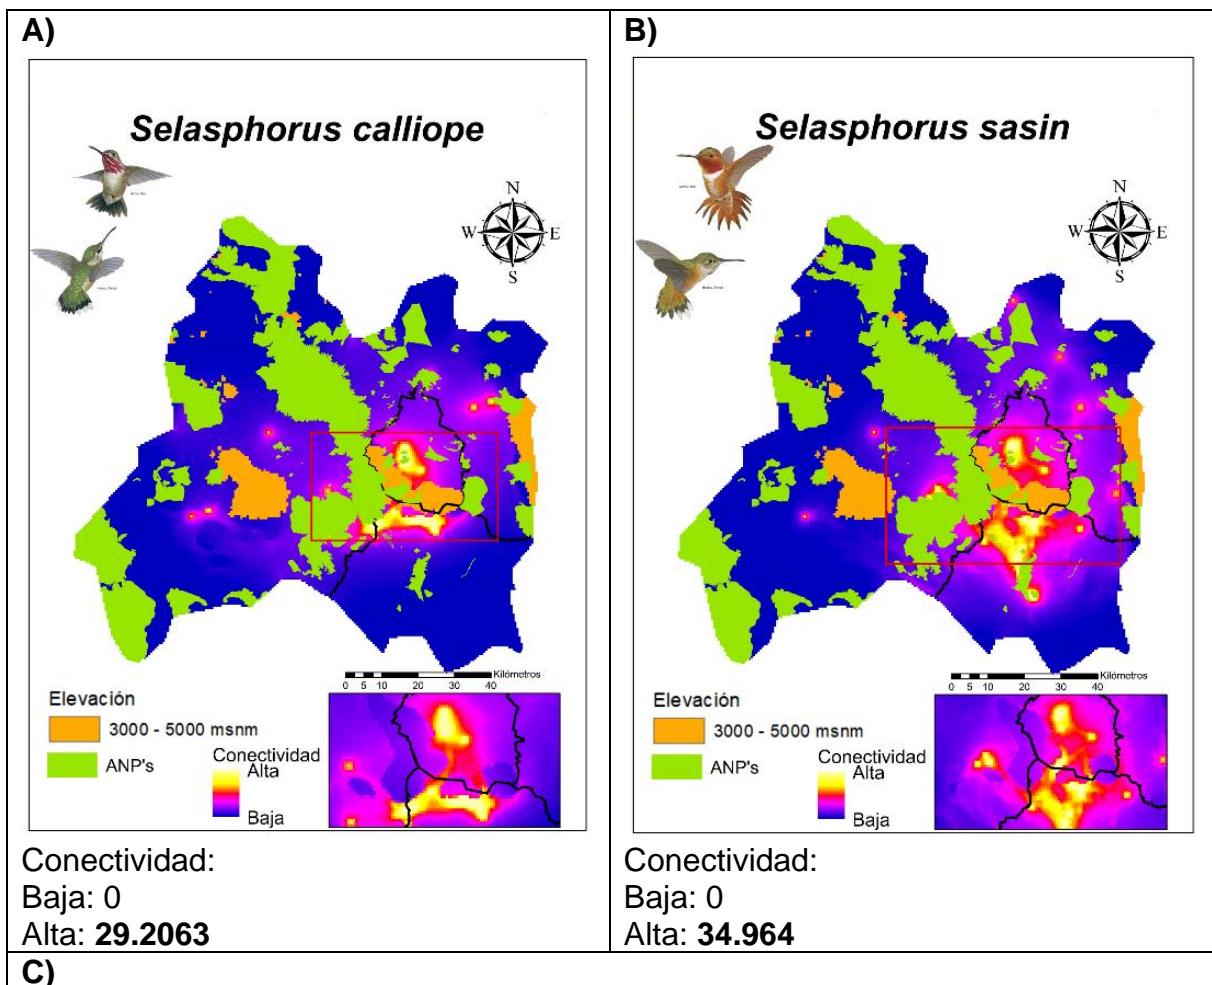 A)
Selasphorus calliope
N
W
E
S
Kilómetros
0 5 10 20 30 40
Elevación
3000 - 5000 msnm
ANP's
Conectividad
Alta
Baja
Conectividad:
Baja: 0
Alta: 29.2063
B)
Selasphorus sasin
N
W
E
S
Kilómetros
0 5 10 20 30 40
Elevación
3000 - 5000 msnm
ANP's
Conectividad
Alta
Baja
Conectividad:
Baja: 0
Alta: 34.964
C)